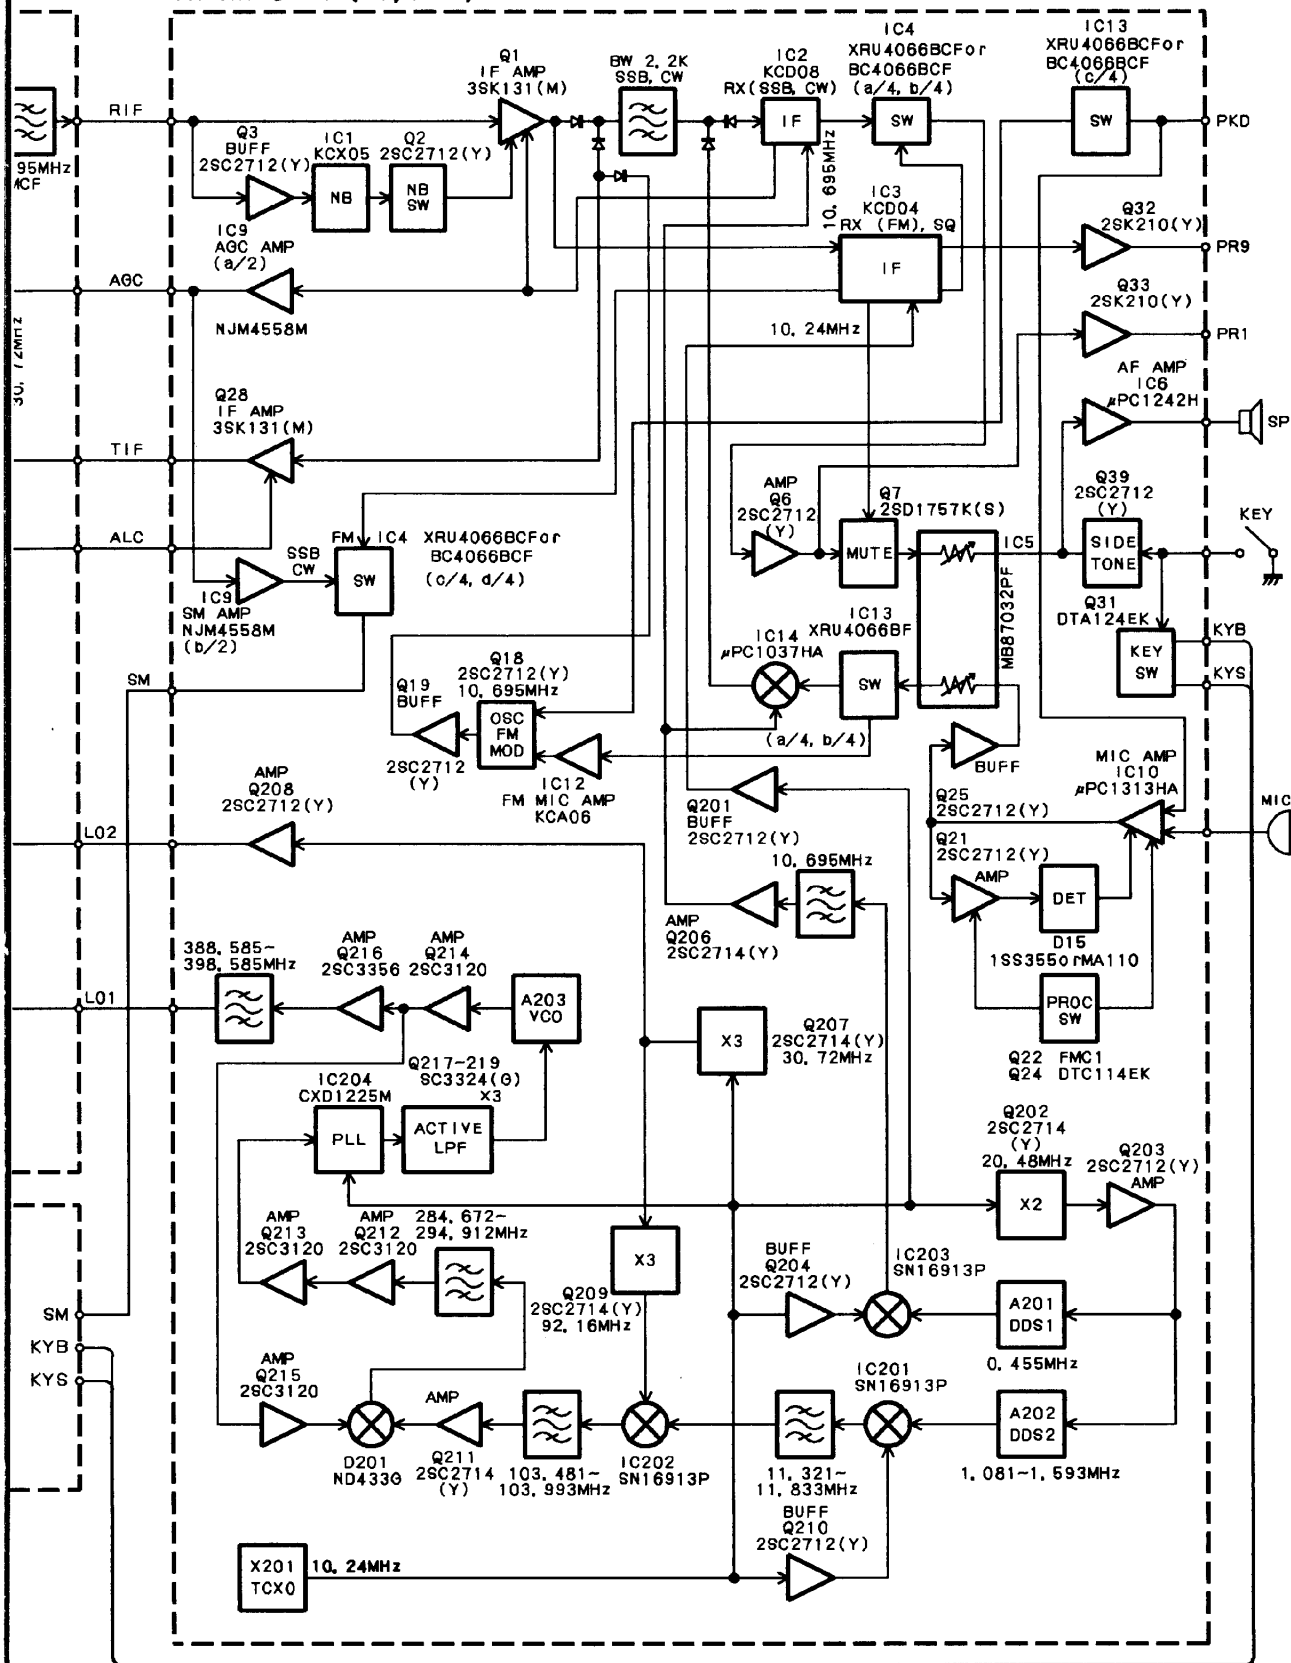 IC4
XRU4066BCFor
BC4066BCF
(a/4, b/4)
IC13
XRU4066BCFor
BC4066BCF
(c/4)
Q1
IF AMP
3SK131(M)
BW 2.2K
SSB, CW
IC2
KCD08
RX(SSB, CW)
IF
SW
SW
RIF
PKD
95MHz
MCF
Q3
BUFF
2SC2712(Y)
IC1
KCX05
Q2
2SC2712(Y)
NB
NB
SW
10.695MHz
IC3
KCD04
RX (FM), SQ
IF
Q32
2SK210(Y)
PR9
IC9
AGC AMP
(a/2)
AGC
NJM4558M
30.72MHz
10.24MHz
Q33
2SK210(Y)
PR1
AF AMP
IC6
µPC1242H
SP
Q28
IF AMP
3SK131(M)
TIF
ALC
AMP
Q6
2SC2712
(Y)
Q7
2SD1757K(S)
MUTE
IC5
MB87032PF
Q39
2SC2712
(Y)
SIDE
TONE
KEY
FM
IC4
XRU4066BCFor
BC4066BCF
(c/4, d/4)
SSB
CW
SW
IC9
SM AMP
NJM4558M
(b/2)
Q31
DTA124EK
KEY
SW
KYB
KYS
IC14
µPC1037HA
IC13
XRU4066BF
SW
(a/4, b/4)
SM
Q19
BUFF
2SC2712
(Y)
Q18
2SC2712(Y)
10.695MHz
OSC
FM
MOD
IC12
FM MIC AMP
KCA06
BUFF
Q25
2SC2712(Y)
MIC AMP
IC10
µPC1313HA
MIC
AMP
Q208
2SC2712(Y)
LO2
Q201
BUFF
2SC2712(Y)
Q21
2SC2712(Y)
AMP
DET
D15
1SS355orMA110
10.695MHz
AMP
Q206
2SC2714(Y)
PROC
SW
Q22 FMC1
Q24 DTC114EK
388.585~
398.585MHz
AMP
Q216
2SC3356
AMP
Q214
2SC3120
A203
VCO
LO1
X3
Q207
2SC2714(Y)
30.72MHz
IC204
CXD1225M
PLL
Q217~219
SC3324(G)
X3
ACTIVE
LPF
Q202
2SC2714
(Y)
20.48MHz
X2
Q203
2SC2712(Y)
AMP
AMP
Q213
2SC3120
AMP
Q212
2SC3120
284.672~
294.912MHz
X3
Q209
2SC2714(Y)
92.16MHz
BUFF
Q204
2SC2712(Y)
IC203
SN16913P
A201
DDS1
0.455MHz
SM
KYB
KYS
AMP
Q215
2SC3120
D201
ND433G
AMP
Q211
2SC2714
(Y)
103.481~
103.993MHz
IC202
SN16913P
11.321~
11.833MHz
IC201
SN16913P
A202
DDS2
1.081~1.593MHz
BUFF
Q210
2SC2712(Y)
X201
TCXO
10.24MHz